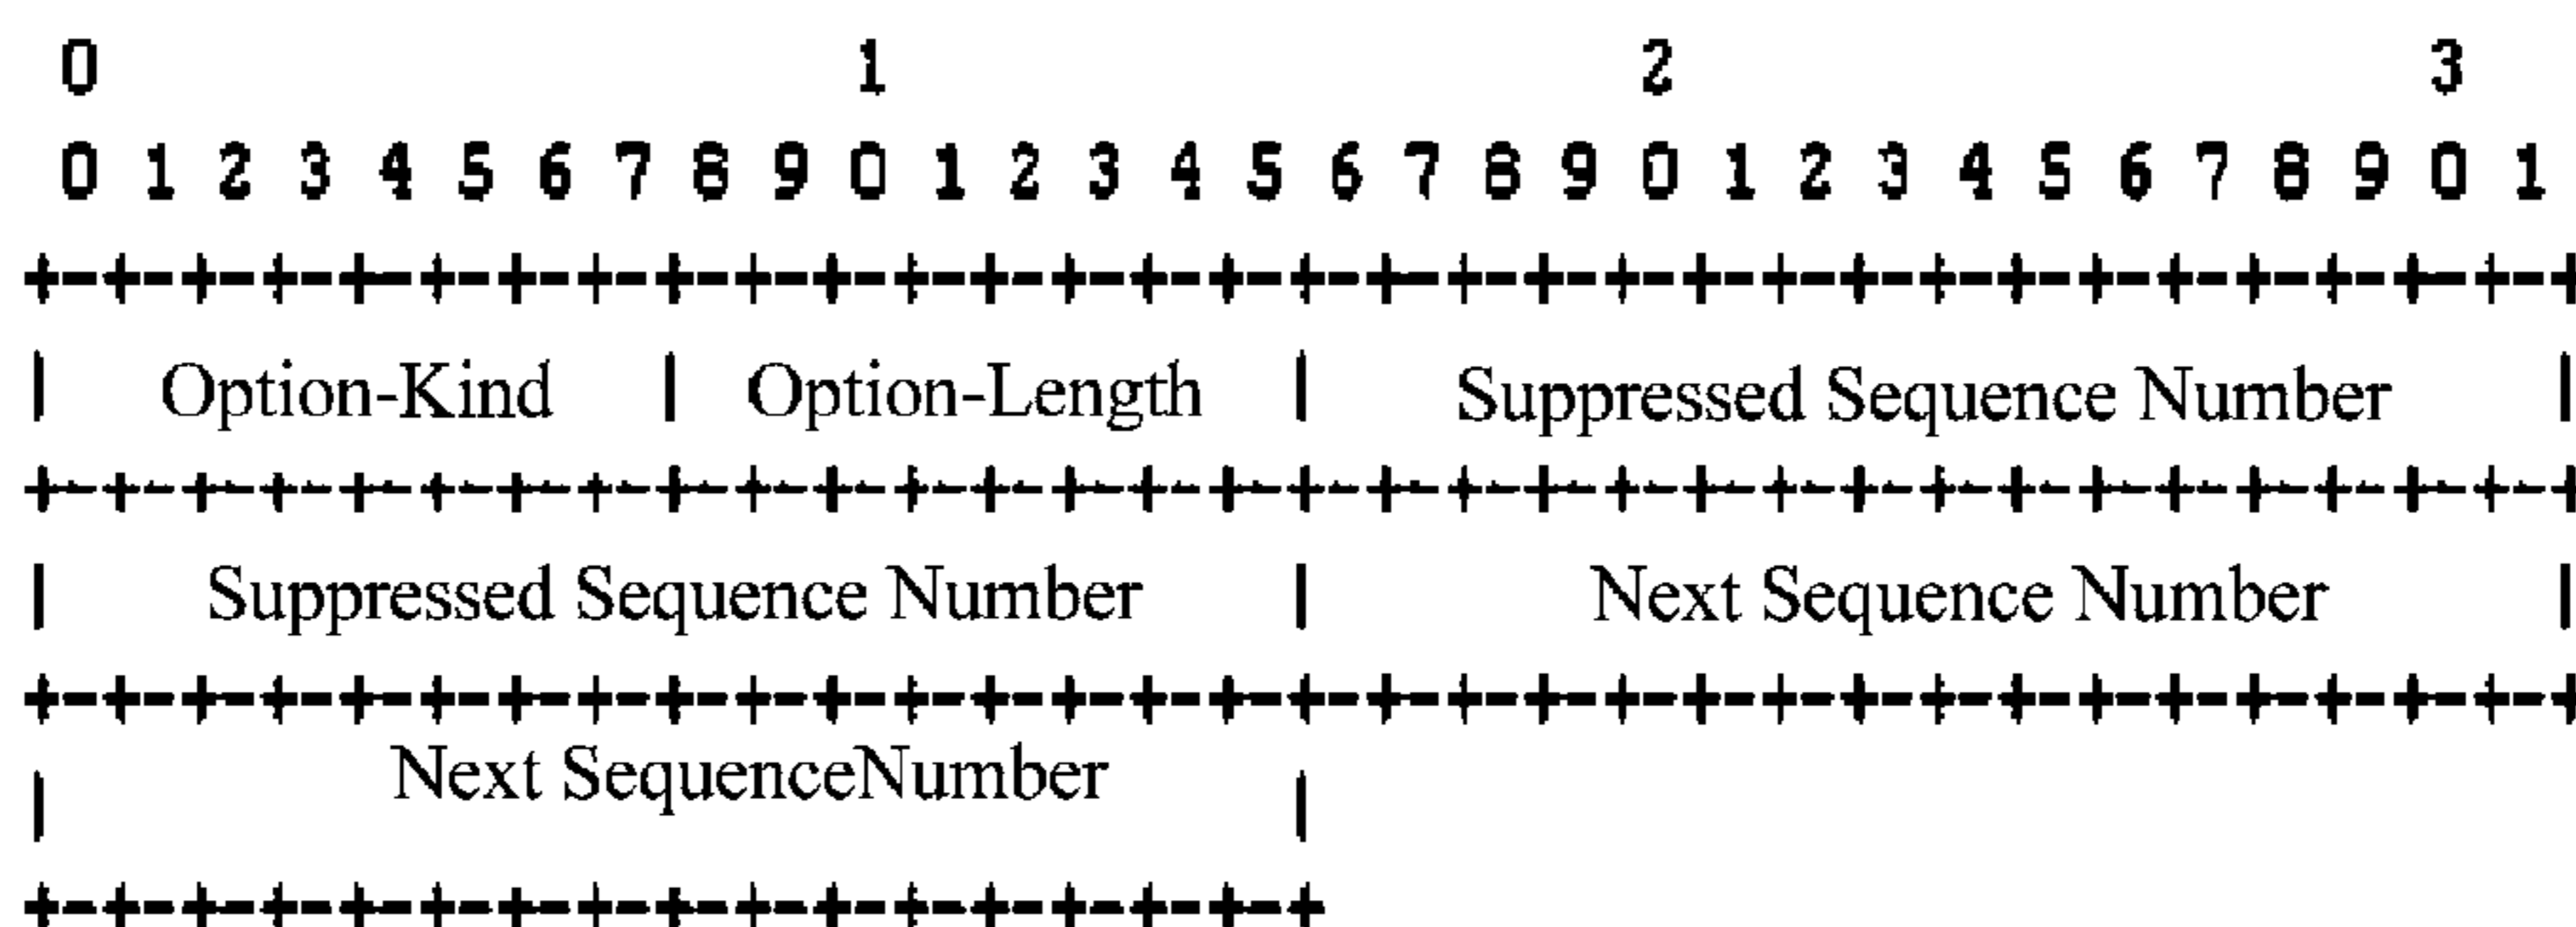 0 1 2 3
0 1 2 3 4 5 6 7 8 9 0 1 2 3 4 5 6 7 8 9 0 1 2 3 4 5 6 7 8 9 0 1
+-+-+-+-+-+-+-+-+-+-+-+-+-+-+-+-+-+-+-+-+-+-+-+-+-+-+-+-+-+-+-+-+
| Option-Kind | Option-Length | Suppressed Sequence Number |
+-+-+-+-+-+-+-+-+-+-+-+-+-+-+-+-+-+-+-+-+-+-+-+-+-+-+-+-+-+-+-+-+
| Suppressed Sequence Number | Next Sequence Number |
+-+-+-+-+-+-+-+-+-+-+-+-+-+-+-+-+-+-+-+-+-+-+-+-+-+-+-+-+-+-+-+-+
| Next SequenceNumber |
+-+-+-+-+-+-+-+-+-+-+-+-+-+-+-+-+